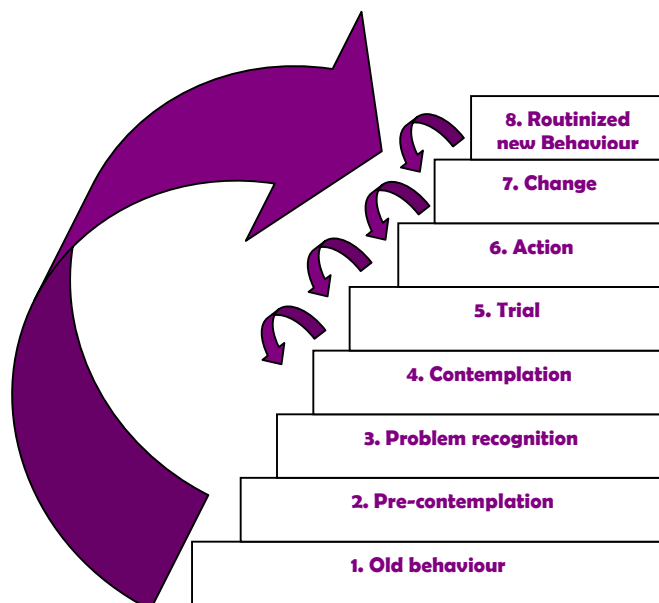 8. Routinized
new Behaviour
7. Change
6. Action
5. Trial
4. Contemplation
3. Problem recognition
2. Pre-contemplation
1. Old behaviour